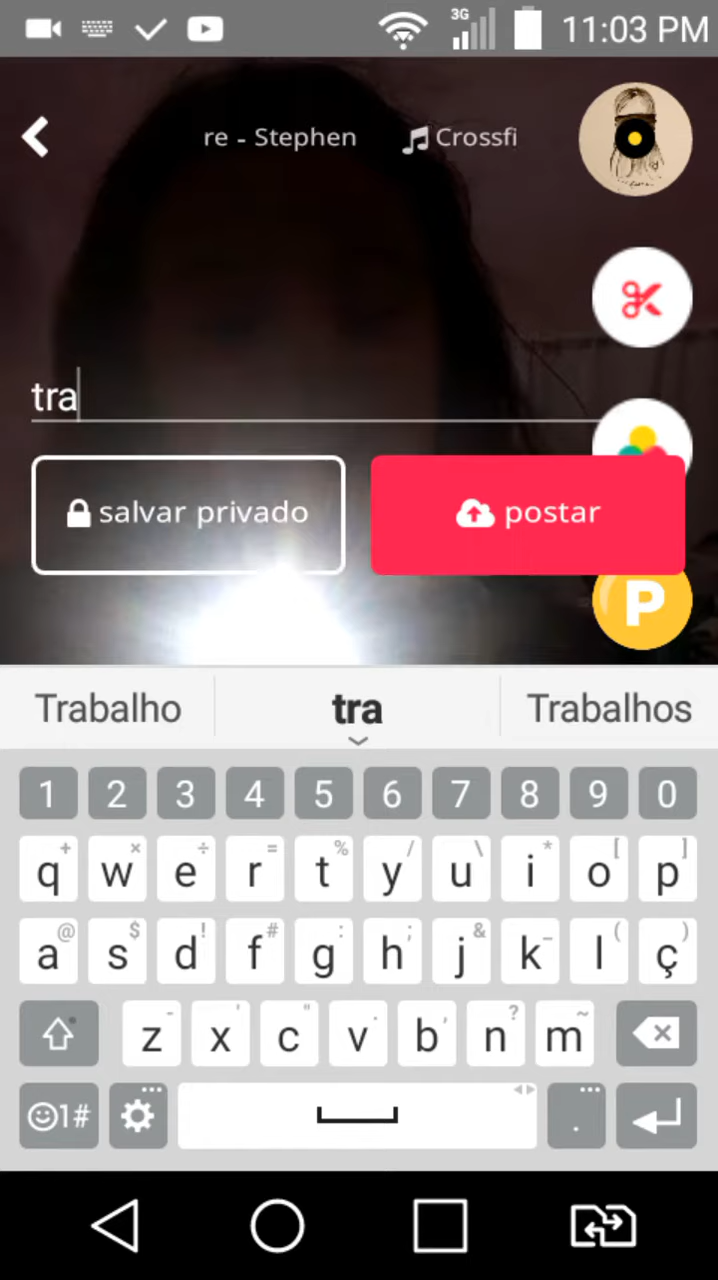 3G 11:03 PM
re - Stephen Crossfi
tra
salvar privado postar
P
Trabalho tra Trabalhos
1 2 3 4 5 6 7 8 9 0
+ × ÷ = % / \ * [ ]
q w e r t y u i o p
@ $ ! # : ; & _ ( )
a s d f g h j k l ç
- ' " . , ? ~
z x c v b n m
1# .